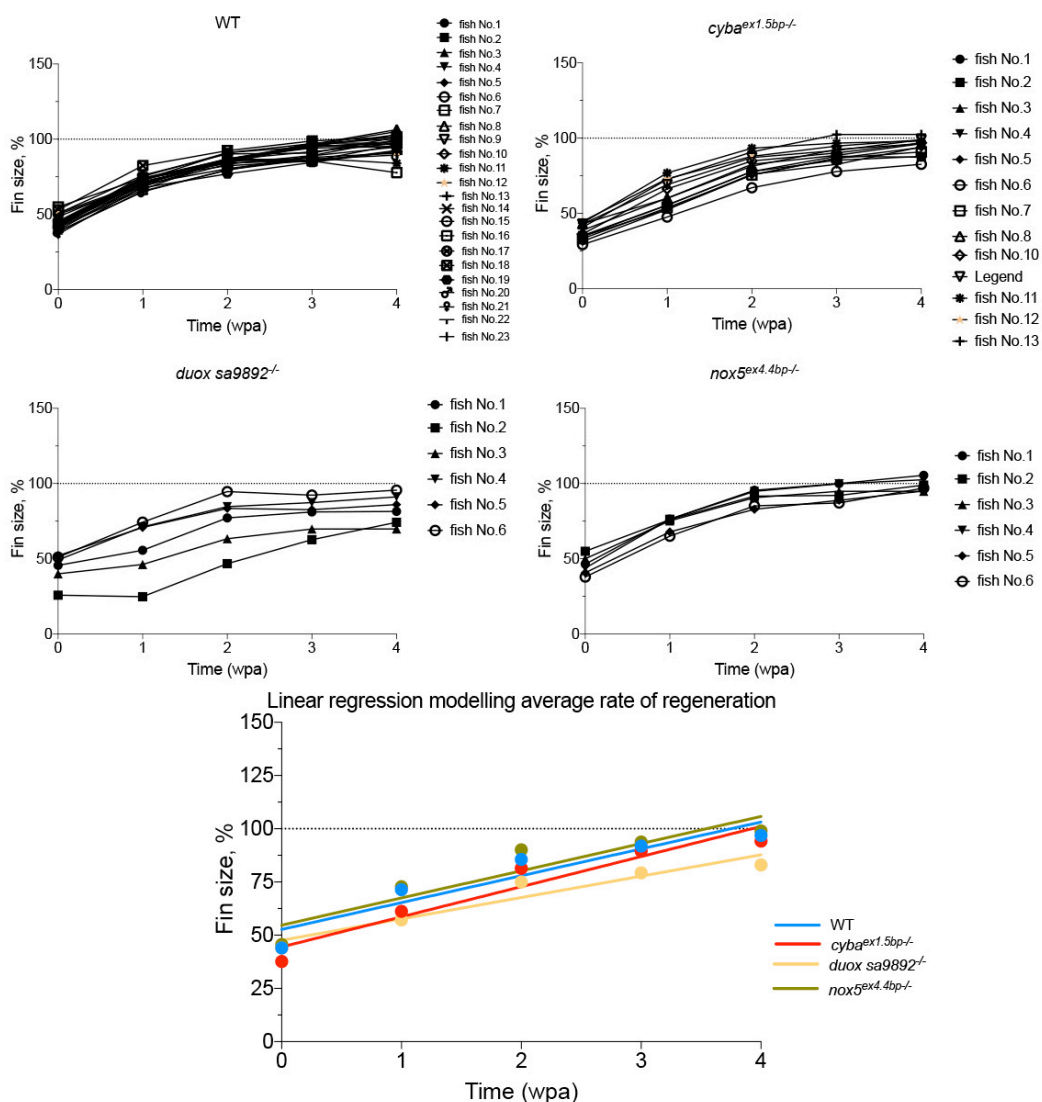 WT
Fin size, %
150
100
50
0
0 1 2 3 4
Time (wpa)
fish No.1
fish No.2
fish No.3
fish No.4
fish No.5
fish No.6
fish No.7
fish No.8
fish No.9
fish No.10
fish No.11
fish No.12
fish No.13
fish No.14
fish No.15
fish No.16
fish No.17
fish No.18
fish No.19
fish No.20
fish No.21
fish No.22
fish No.23
cyba^ex1.5bp-/-
Fin size, %
150
100
50
0
0 1 2 3 4
Time (wpa)
fish No.1
fish No.2
fish No.3
fish No.4
fish No.5
fish No.6
fish No.7
fish No.8
fish No.10
Legend
fish No.11
fish No.12
fish No.13
duox sa9892^-/-
Fin size, %
150
100
50
0
0 1 2 3 4
Time (wpa)
fish No.1
fish No.2
fish No.3
fish No.4
fish No.5
fish No.6
nox5^ex4.4bp-/-
Fin size, %
150
100
50
0
0 1 2 3 4
Time (wpa)
fish No.1
fish No.2
fish No.3
fish No.4
fish No.5
fish No.6
Linear regression modelling average rate of regeneration
Fin size, %
150
125
100
75
50
25
0
0 1 2 3 4
Time (wpa)
WT
cyba^ex1.5bp-/-
duox sa9892^-/-
nox5^ex4.4bp-/-